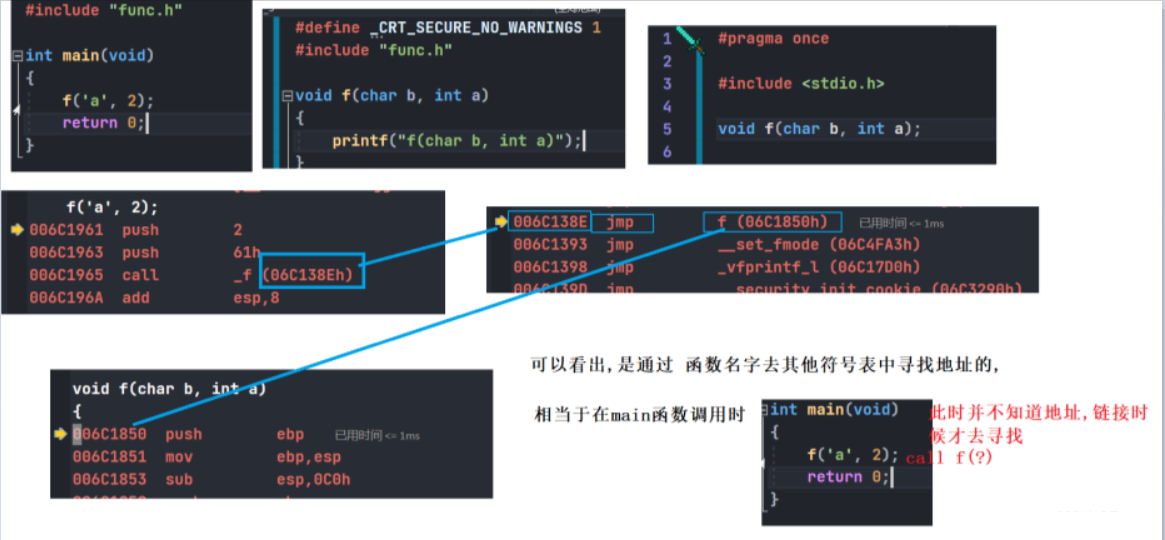 #include "func.h"
int main(void)
{
f('a', 2);
return 0;
}
#define _CRT_SECURE_NO_WARNINGS 1
#include "func.h"
void f(char b, int a)
{
printf("f(char b, int a)");
}
1 #pragma once
2
3 #include <stdio.h>
4
5 void f(char b, int a);
6
f('a', 2);
006C1961 push 2
006C1963 push 61h
006C1965 call _f (06C138Eh)
006C196A add esp,8
006C138E jmp f (06C1850h) 已用时间 <= 1ms
006C1393 jmp __set_fmode (06C4FA3h)
006C1398 jmp _vfprintf_l (06C17D0h)
006C139D jmp __security_init_cookie (06C3290h)
void f(char b, int a)
{
006C1850 push ebp 已用时间 <= 1ms
006C1851 mov ebp,esp
006C1853 sub esp,0C0h
可以看出,是通过 函数名字去其他符号表中寻找地址的,
相当于在main函数调用时
int main(void)
{
f('a', 2);
return 0;
}
此时并不知道地址,链接时
候才去寻找
call f(?)